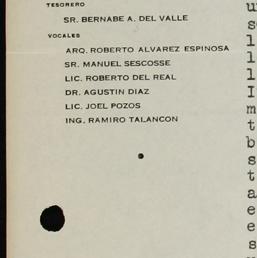 TESORERO
SR. BERNABE A. DEL VALLE
VOCALES
ARQ. ROBERTO ALVAREZ ESPINOSA
SR. MANUEL SESCOSSE
LIC. ROBERTO DEL REAL
DR. AGUSTIN DIAZ
LIC. JOEL POZOS
ING. RAMIRO TALANCON